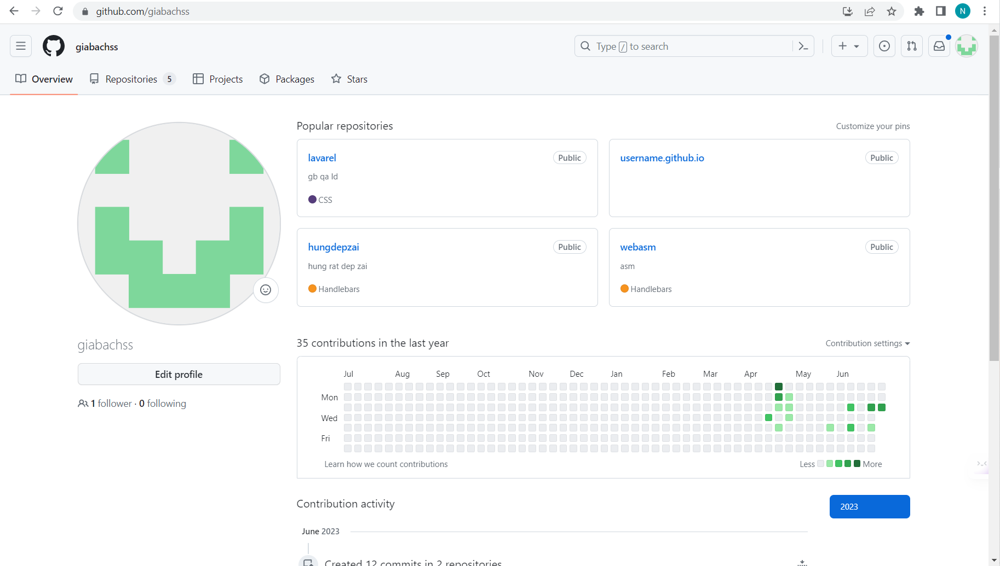 github.com/giabachss
N
giabachss
Type / to search
Overview
Repositories 5
Projects
Packages
Stars
Popular repositories
Customize your pins
lavarel Public
gb qa ld
CSS
username.github.io Public
hungdepzai Public
hung rat dep zai
Handlebars
webasm Public
asm
Handlebars
giabachss
Edit profile
1 follower · 0 following
35 contributions in the last year
Contribution settings
Jul Aug Sep Oct Nov Dec Jan Feb Mar Apr May Jun
Mon
Wed
Fri
Learn how we count contributions
Less More
Contribution activity
2023
June 2023
Created 12 commits in 2 repositories